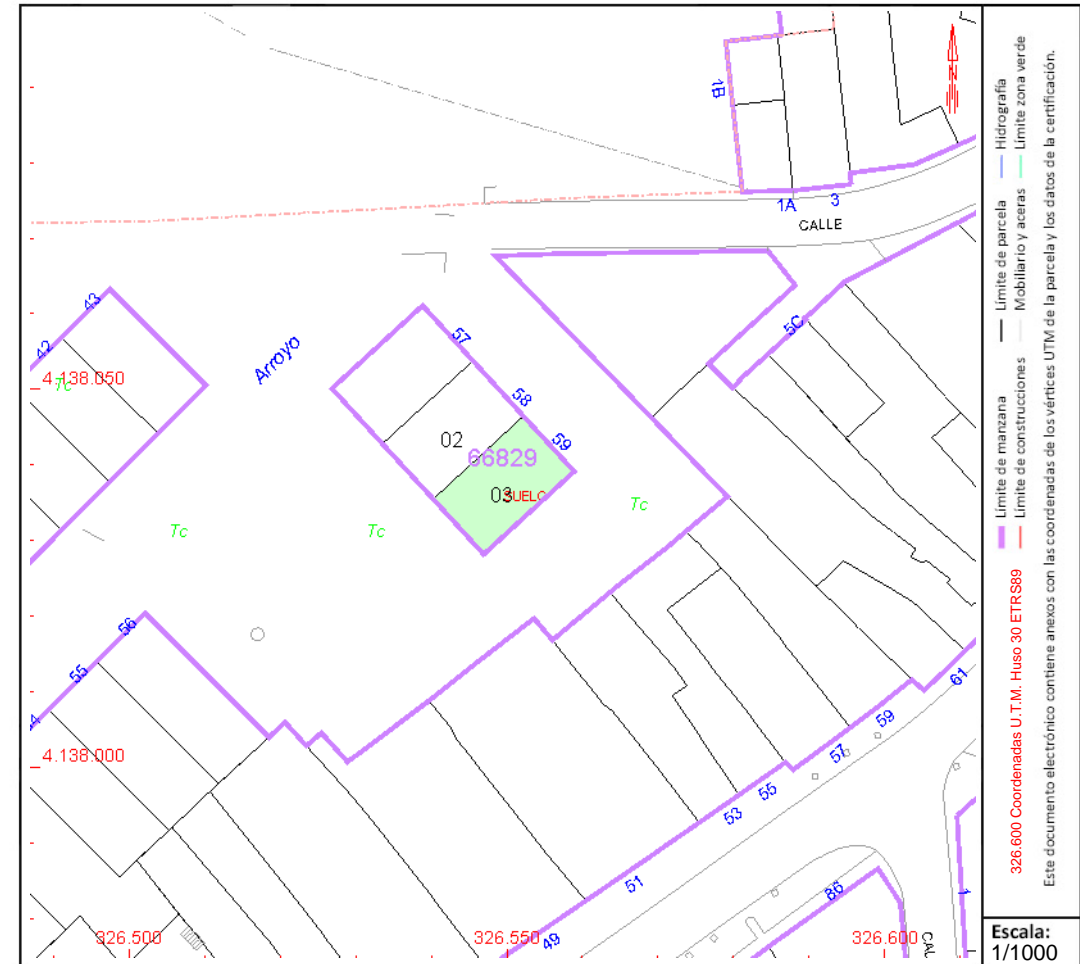 1B
1A
3
CALLE
5C
43
42
Arroyo
4.138.050
Tc
57
58
59
02
66829
03
SUELO
Tc
Tc
Tc
56
55
4.138.000
61
59
57
55
53
51
49
86
1
CAL
326.500
326.550
326.600
Límite de manzana
Límite de parcela
Hidrografía
326.600 Coordenadas U.T.M. Huso 30 ETRS89
Límite de construcciones
Mobiliario y aceras
Límite zona verde
Este documento electrónico contiene anexos con las coordenadas de los vértices UTM de la parcela y los datos de la certificación.
Escala:
1/1000